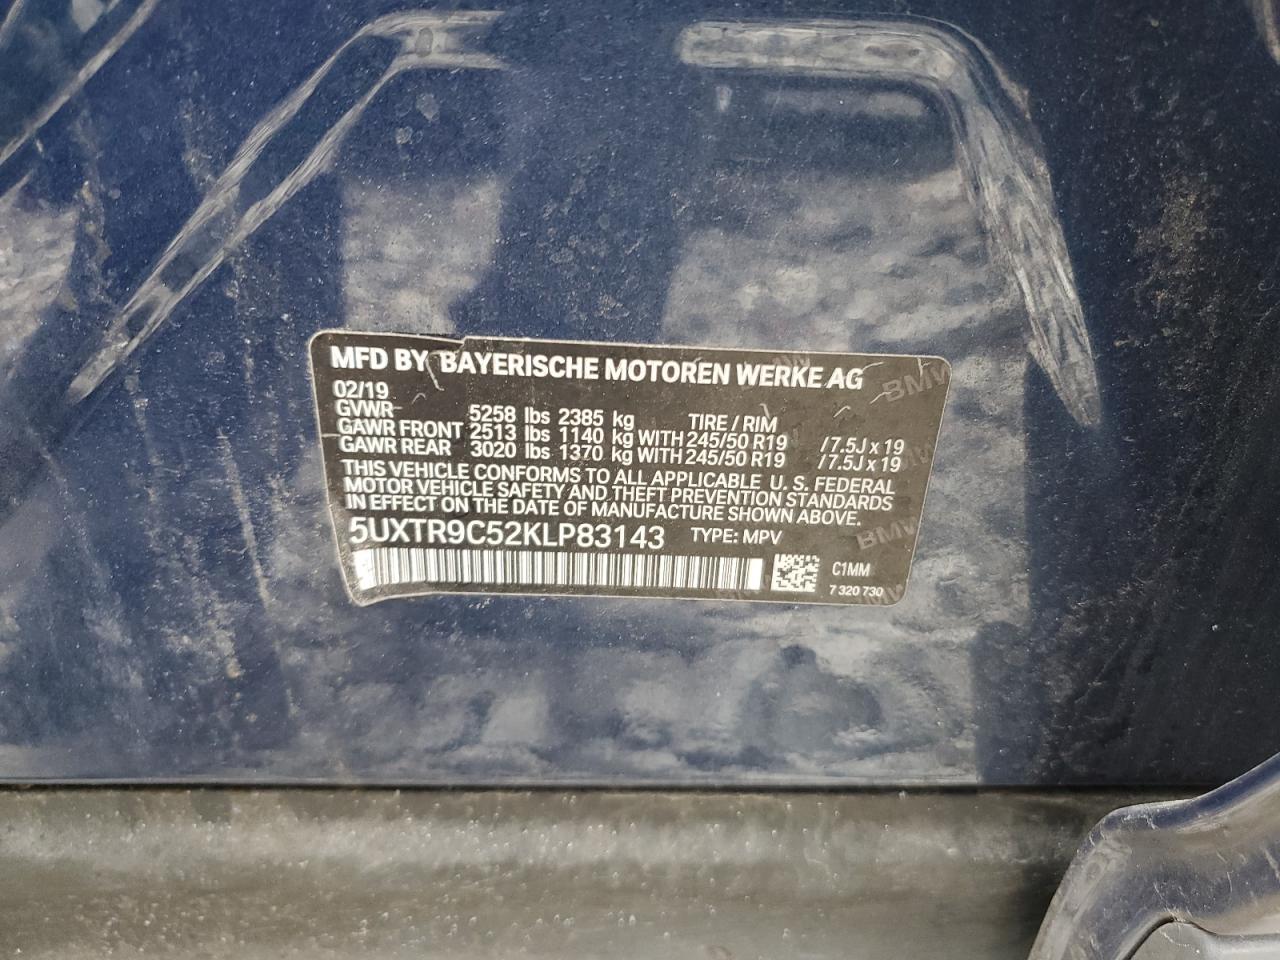 MFD BY BAYERISCHE MOTOREN WERKE AG
02/19
GVWR 5258 lbs 2385 kg TIRE / RIM
GAWR FRONT 2513 lbs 1140 kg WITH 245/50 R19 /7.5J x 19
GAWR REAR 3020 lbs 1370 kg WITH 245/50 R19 /7.5J x 19
THIS VEHICLE CONFORMS TO ALL APPLICABLE U. S. FEDERAL
MOTOR VEHICLE SAFETY AND THEFT PREVENTION STANDARDS
IN EFFECT ON THE DATE OF MANUFACTURE SHOWN ABOVE.
5UXTR9C52KLP83143 TYPE: MPV
C1MM
7 320 730
BMW
BMW